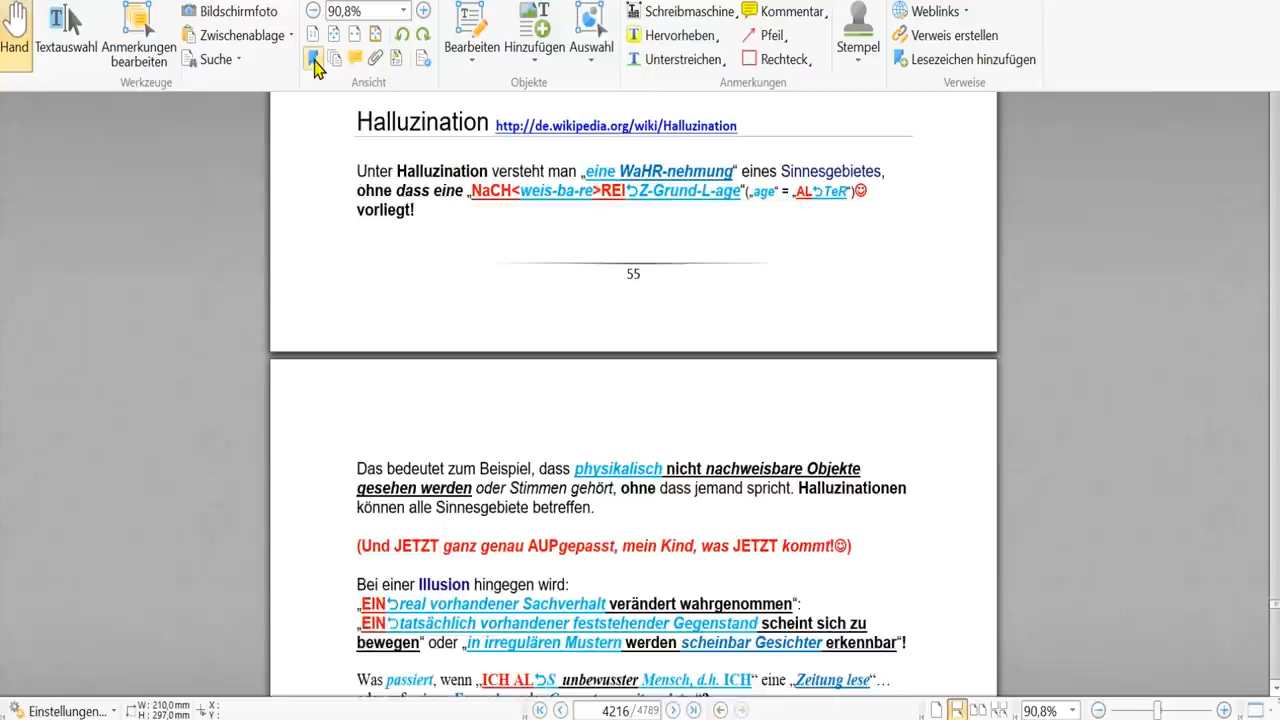 Hand
Textauswahl
Anmerkungen bearbeiten
Bildschirmfoto
Zwischenablage
Suche
Werkzeuge
90,8%
Ansicht
Bearbeiten
Hinzufügen
Auswahl
Objekte
Schreibmaschine
Hervorheben
Unterstreichen
Kommentar
Pfeil
Rechteck
Stempel
Anmerkungen
Weblinks
Verweis erstellen
Lesezeichen hinzufügen
Verweise
Halluzination http://de.wikipedia.org/wiki/Halluzination
Unter Halluzination versteht man „eine WaHR-nehmung“ eines Sinnesgebietes,
ohne dass eine „NaCH<weis-ba-re>REI⮌Z-Grund-L-age“(„age“ = „AL⮌TeR“)☺
vorliegt!
55
Das bedeutet zum Beispiel, dass physikalisch nicht nachweisbare Objekte
gesehen werden oder Stimmen gehört, ohne dass jemand spricht. Halluzinationen
können alle Sinnesgebiete betreffen.
(Und JETZT ganz genau AUPgepasst, mein Kind, was JETZT kommt!☺)
Bei einer Illusion hingegen wird:
„EIN⮌real vorhandener Sachverhalt verändert wahrgenommen“:
„EIN⮌tatsächlich vorhandener feststehender Gegenstand scheint sich zu
bewegen“ oder „in irregulären Mustern werden scheinbar Gesichter erkennbar“!
Was passiert, wenn „ICH AL⮌S unbewusster Mensch, d.h. ICH“ eine „Zeitung lese“…
Einstellungen...
W: 210,0mm
H: 297,0mm
X:
Y:
4216 / 4789
90,8%